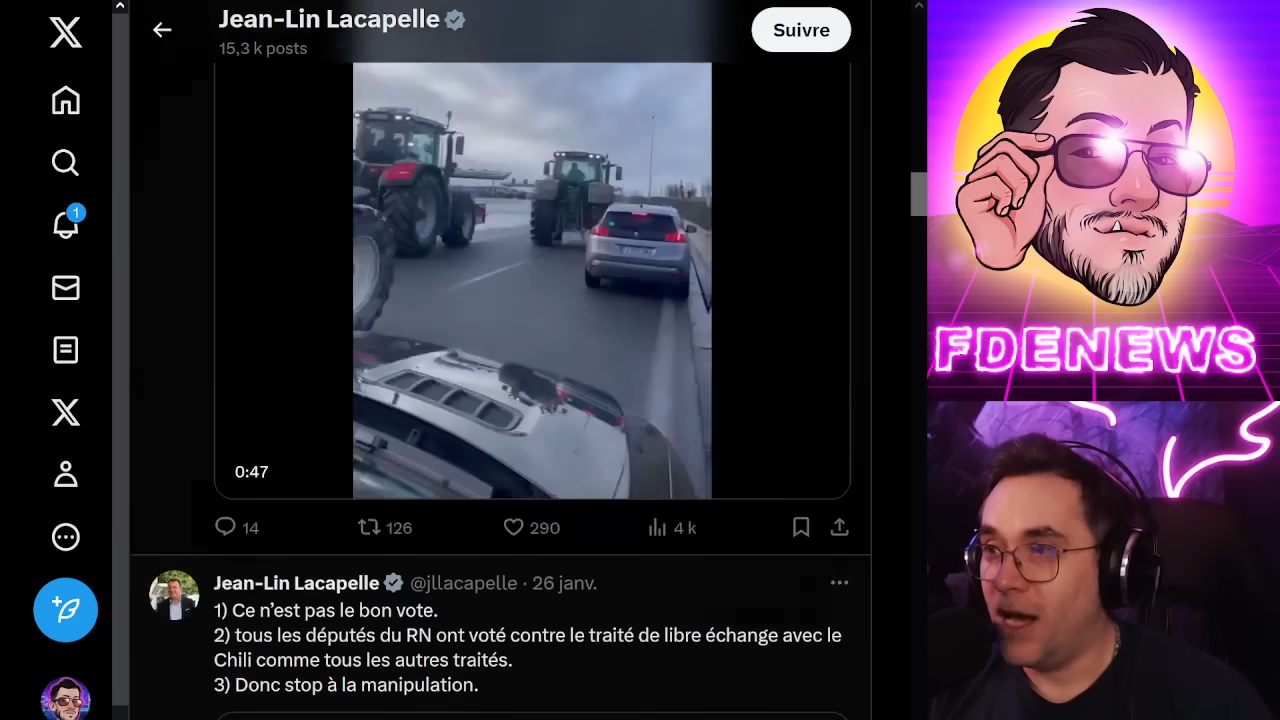 Jean-Lin Lacapelle
15,3 k posts
Suivre
0:47
14
126
290
4 k
1
Jean-Lin Lacapelle @jllacapelle · 26 janv.
1) Ce n’est pas le bon vote.
2) tous les députés du RN ont voté contre le traité de libre échange avec le
Chili comme tous les autres traités.
3) Donc stop à la manipulation.
FDENEWS